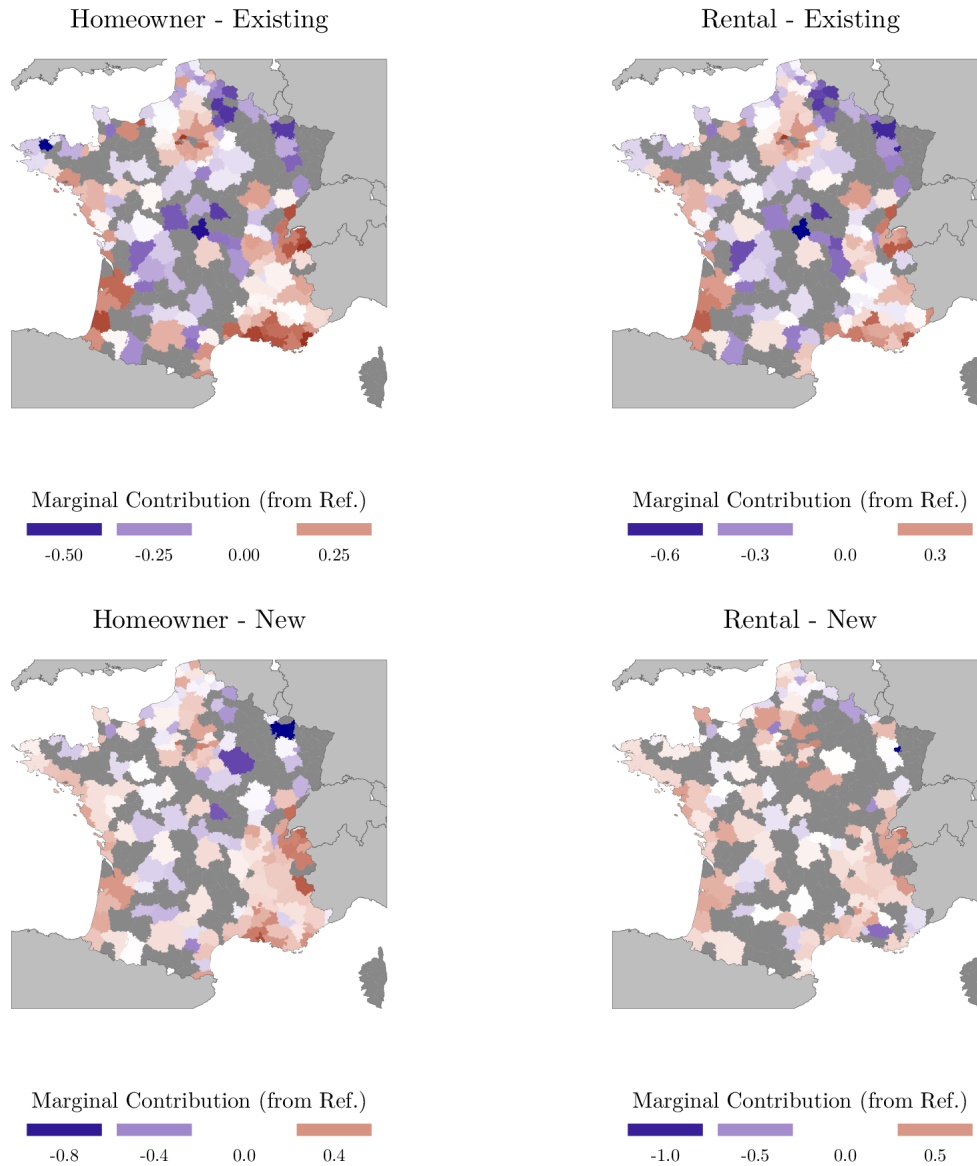 Homeowner - Existing
Rental - Existing
Marginal Contribution (from Ref.)
-0.50 -0.25 0.00 0.25
Marginal Contribution (from Ref.)
-0.6 -0.3 0.0 0.3
Homeowner - New
Rental - New
Marginal Contribution (from Ref.)
-0.8 -0.4 0.0 0.4
Marginal Contribution (from Ref.)
-1.0 -0.5 0.0 0.5